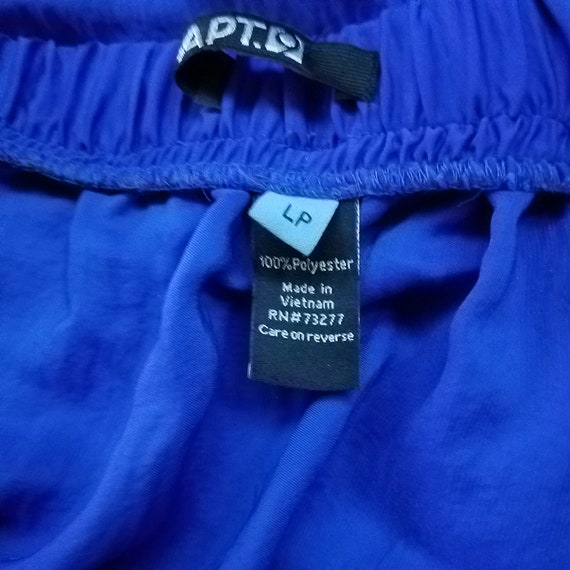 APT.9
LP
100%Polyester
Made in
Vietnam
RN#73277
Care on reverse